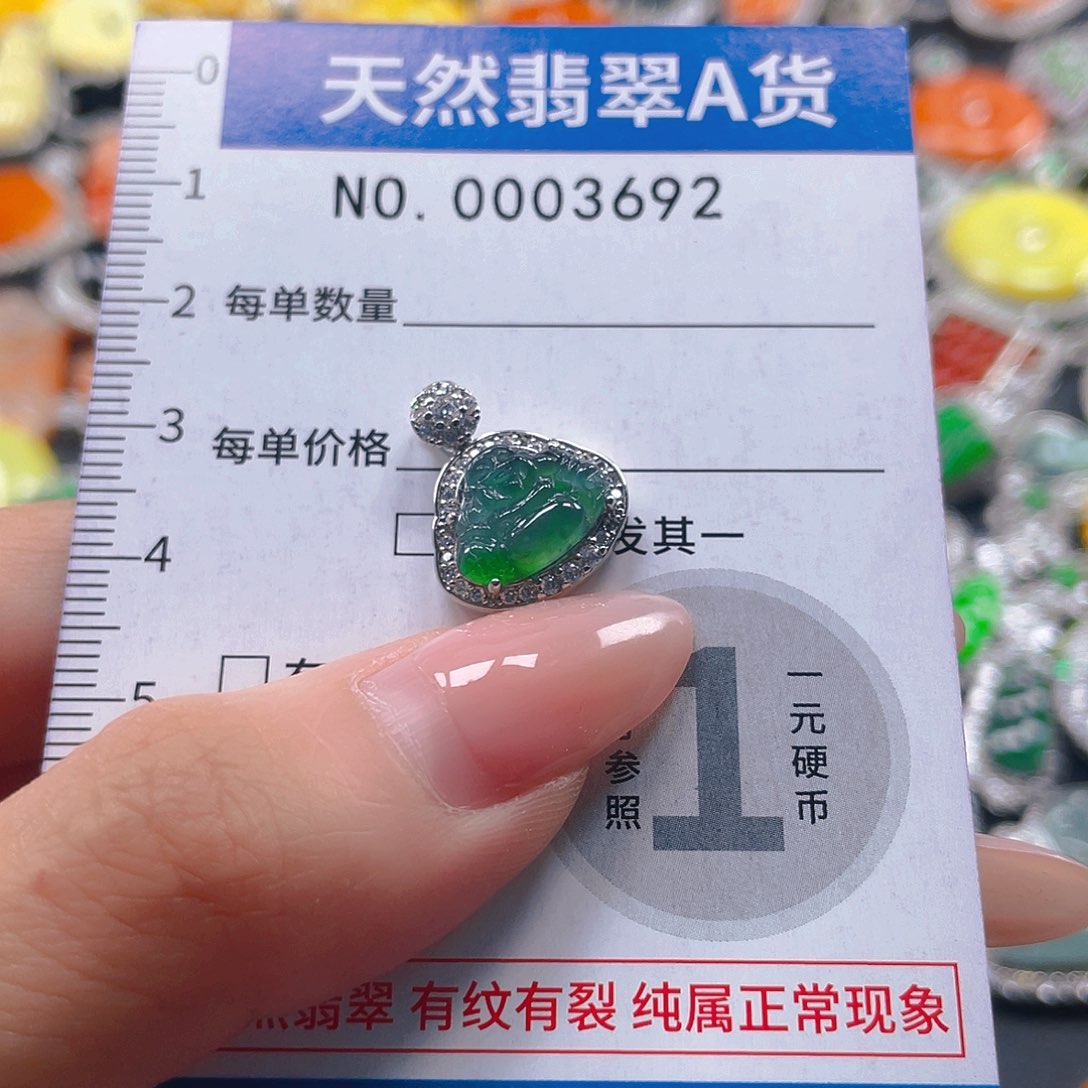 天然翡翠A货
NO. 0003692
0
1
2
3
4
5
每单数量
每单价格
发其一
1
一元硬币
参照
翡翠 有纹有裂 纯属正常现象